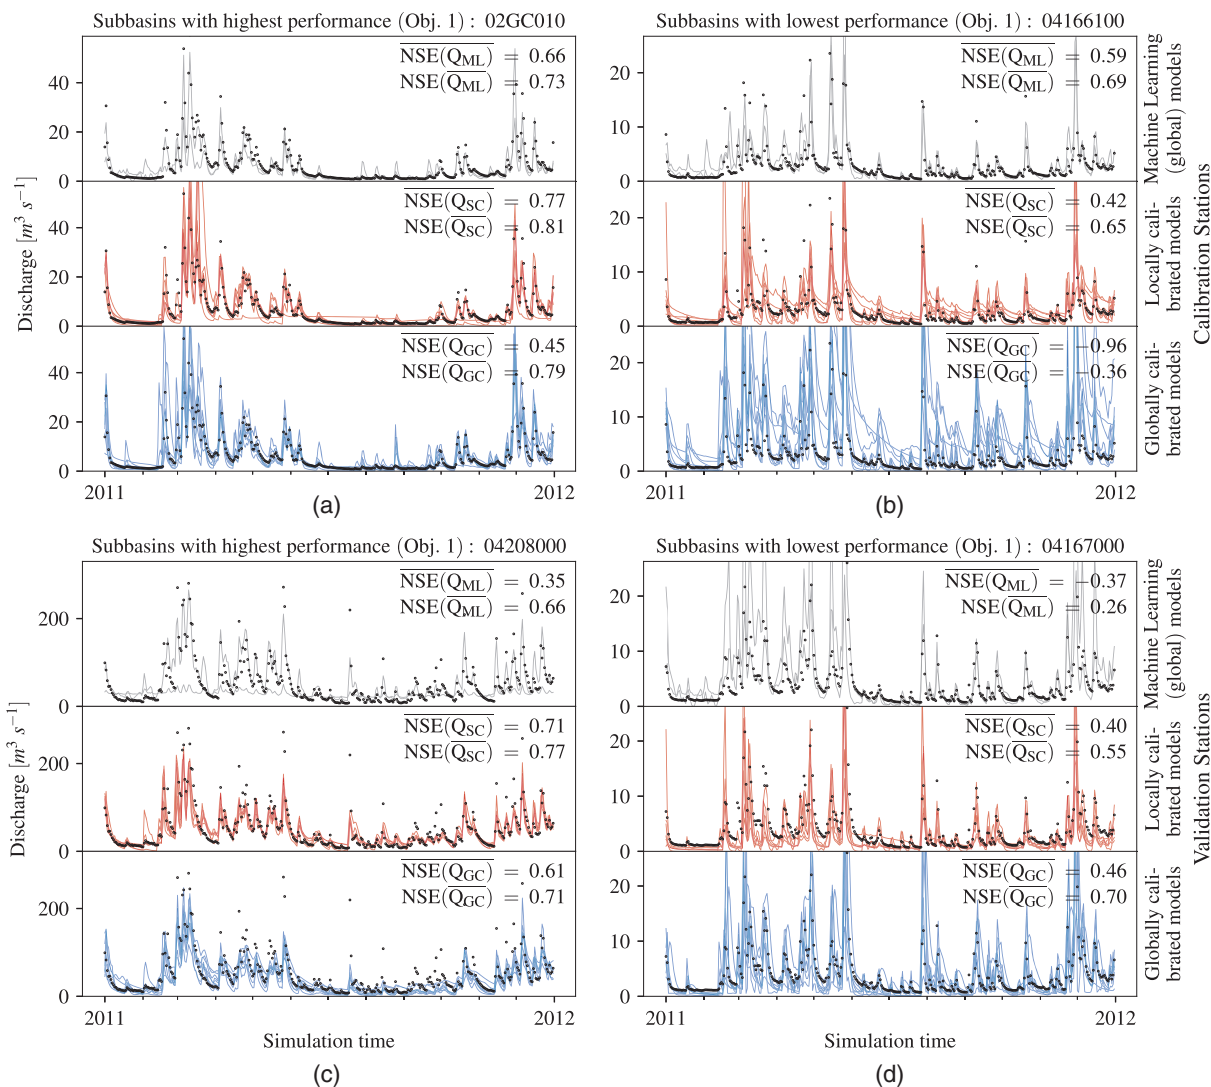 Subbasins with highest performance (Obj. 1) : 02GC010
NSE(Q_ML) = 0.66
NSE(Q_ML) = 0.73
40
20
0
NSE(Q_SC) = 0.77
NSE(Q_SC) = 0.81
40
20
0
NSE(Q_GC) = 0.45
NSE(Q_GC) = 0.79
40
20
0
Discharge [m³ s⁻¹]
2011
2012
(a)
Subbasins with lowest performance (Obj. 1) : 04166100
NSE(Q_ML) = 0.59
NSE(Q_ML) = 0.69
20
10
0
NSE(Q_SC) = 0.42
NSE(Q_SC) = 0.65
20
10
0
NSE(Q_GC) = −0.96
NSE(Q_GC) = −0.36
20
10
0
2011
2012
(b)
Machine Learning
(global) models
Locally cali-
brated models
Globally cali-
brated models
Calibration Stations
Subbasins with highest performance (Obj. 1) : 04208000
NSE(Q_ML) = 0.35
NSE(Q_ML) = 0.66
200
0
NSE(Q_SC) = 0.71
NSE(Q_SC) = 0.77
200
0
NSE(Q_GC) = 0.61
NSE(Q_GC) = 0.71
200
0
Discharge [m³ s⁻¹]
2011
2012
Simulation time
(c)
Subbasins with lowest performance (Obj. 1) : 04167000
NSE(Q_ML) = −0.37
NSE(Q_ML) = 0.26
20
10
0
NSE(Q_SC) = 0.40
NSE(Q_SC) = 0.55
20
10
0
NSE(Q_GC) = 0.46
NSE(Q_GC) = 0.70
20
10
0
2011
2012
Simulation time
(d)
Machine Learning
(global) models
Locally cali-
brated models
Globally cali-
brated models
Validation Stations